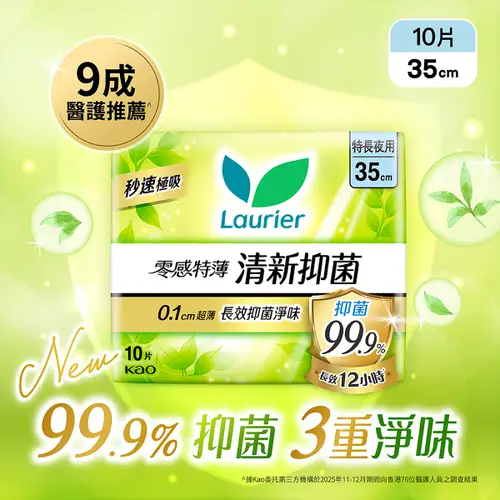 9成
醫護推薦^
10片
35cm
特長夜用
35cm
秒速極吸
Laurier
零感特薄 清新抑菌
0.1cm超薄 長效抑菌淨味
抑菌
99.9%
長效12小時
10片
Kao
New
99.9% 抑菌 3重淨味
^據Kao委托第三方機構於2025年11-12月期間向香港76位醫護人員之調查結果